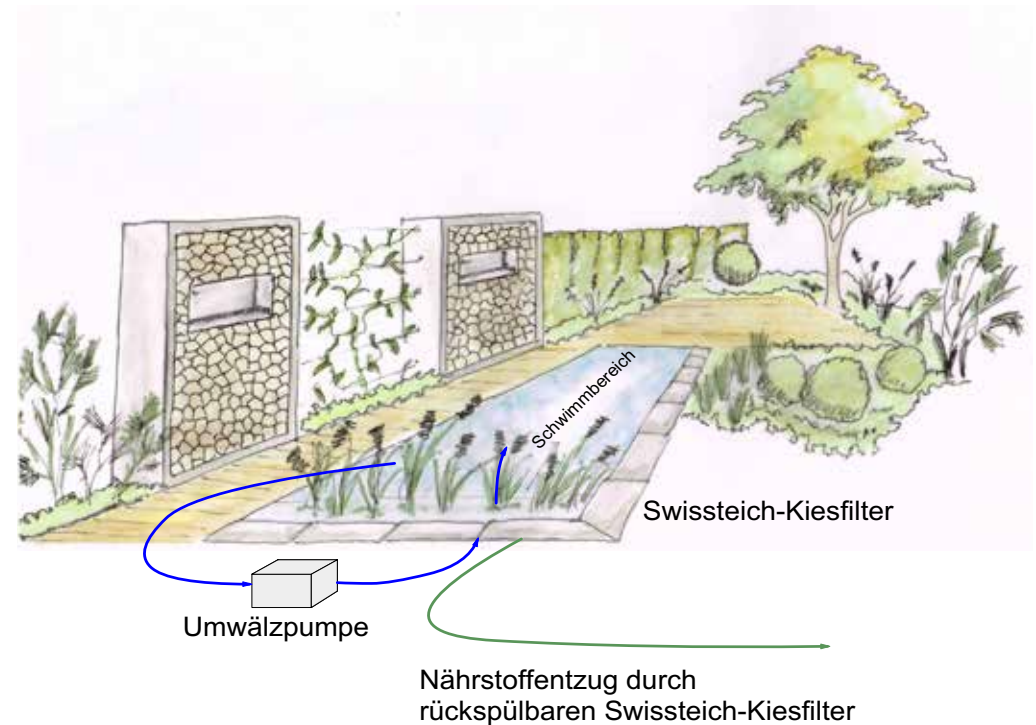 Schwimmbereich
Swissteich-Kiesfilter
Umwälzpumpe
Nährstoffentzug durch
rückspülbaren Swissteich-Kiesfilter